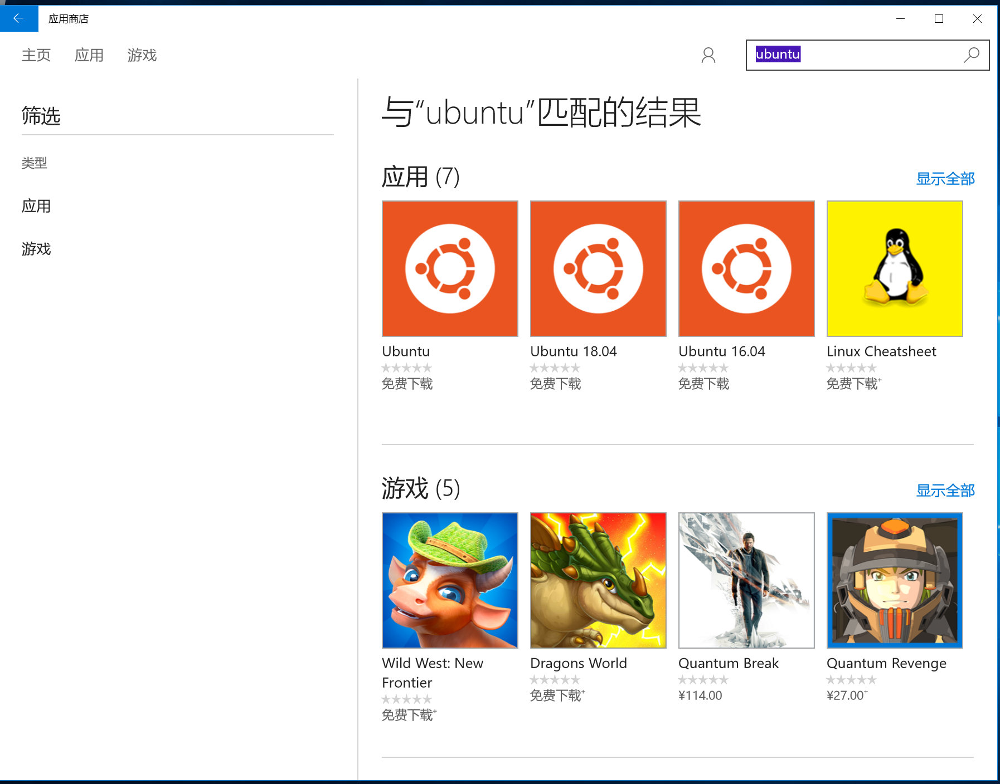 应用商店
主页 应用 游戏
ubuntu
筛选
类型
应用
游戏
与“ubuntu”匹配的结果
应用 (7)
显示全部
Ubuntu
免费下载
Ubuntu 18.04
免费下载
Ubuntu 16.04
免费下载
Linux Cheatsheet
免费下载+
游戏 (5)
显示全部
Wild West: New
Frontier
免费下载+
Dragons World
免费下载+
Quantum Break
¥114.00
Quantum Revenge
¥27.00+